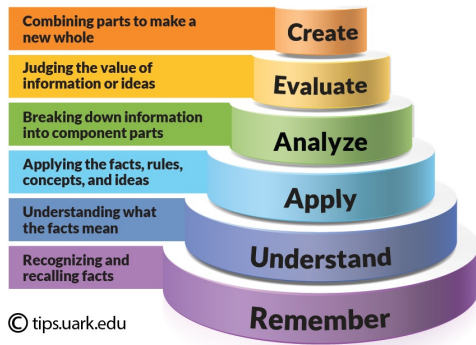 Combining parts to make a
new whole
Create
Judging the value of
information or ideas
Evaluate
Breaking down information
into component parts
Analyze
Applying the facts, rules,
concepts, and ideas
Apply
Understanding what
the facts mean
Understand
Recognizing and
recalling facts
Remember
© tips.uark.edu